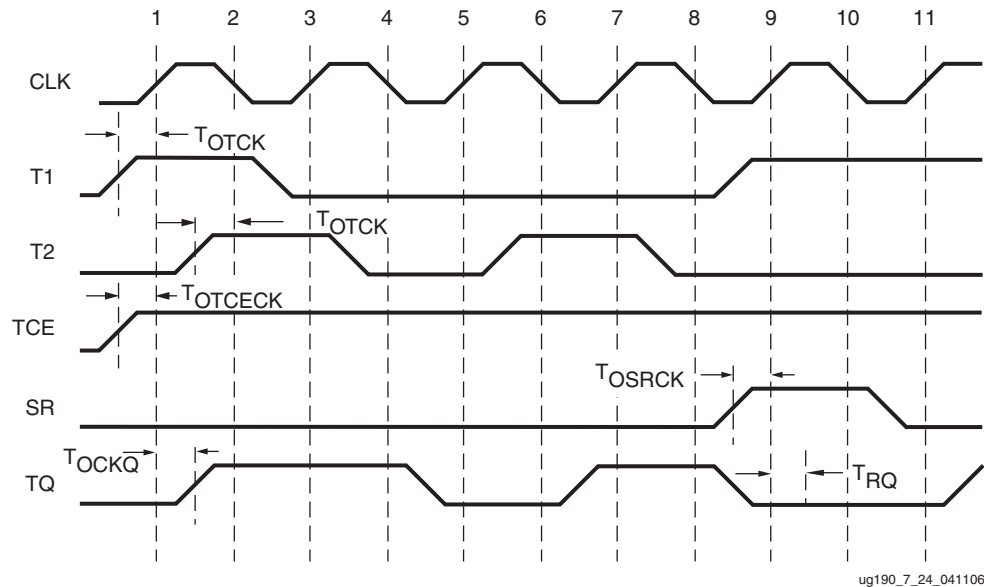 1 2 3 4 5 6 7 8 9 10 11
CLK
TOTCK
T1
TOTCK
T2
TOTCECK
TCE
TOSRCK
SR
TOCKQ
TRQ
TQ
ug190_7_24_041106